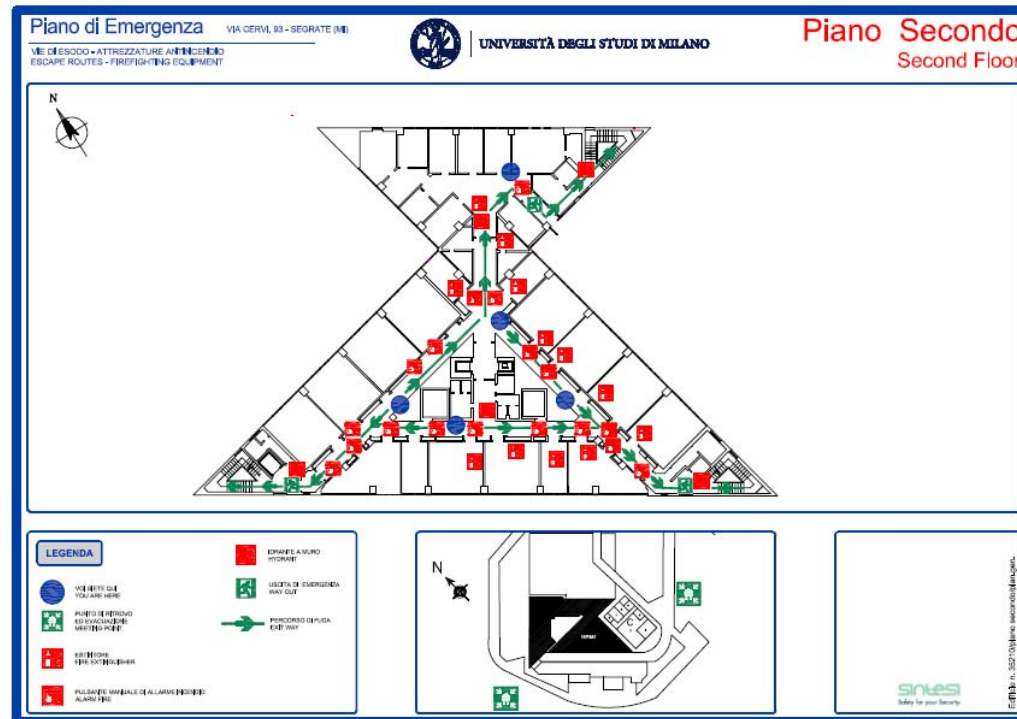 Piano di Emergenza VIA CERVI, 93 - SEGRATE (MI)
VIE DI ESODO - ATTREZZATURE ANTINCENDIO
ESCAPE ROUTES - FIREFIGHTING EQUIPMENT
UNIVERSITÀ DEGLI STUDI DI MILANO
Piano Secondo
Second Floor
N
LEGENDA
VOI SIETE QUI
YOU ARE HERE
PUNTO DI RITROVO
ED EVACUAZIONE
MEETING POINT
ESTINTORE
FIRE EXTINGUISHER
PULSANTE MANUALE DI ALLARME INCENDIO
ALARM FIRE
IDRANTE A MURO
HYDRANT
USCITA DI EMERGENZA
WAY OUT
PERCORSO DI FUGA
EXIT WAY
N
sintesi
Safety for your Security